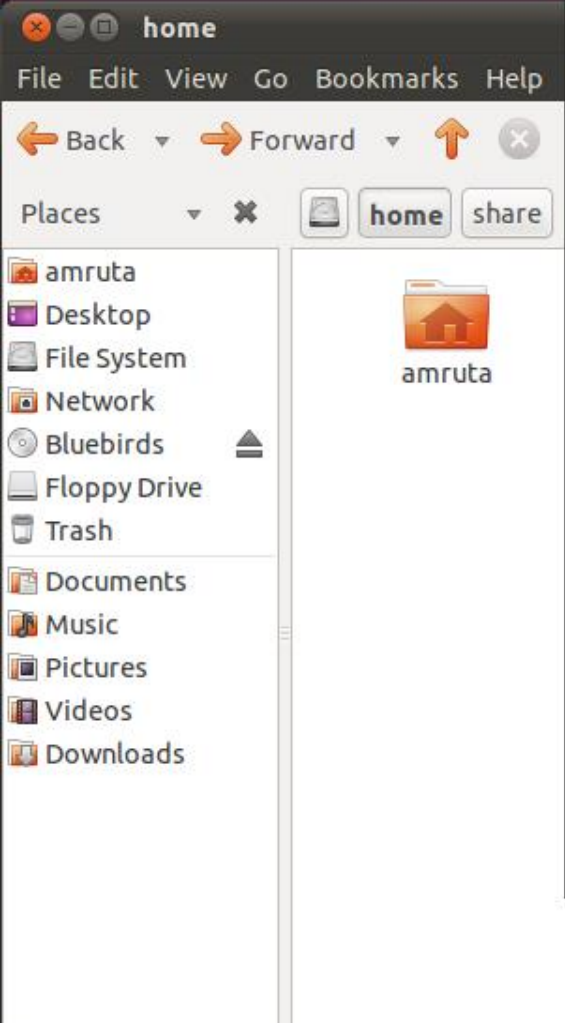 home
File Edit View Go Bookmarks Help
Back Forward
Places home share
amruta
Desktop
File System
Network
Bluebirds
Floppy Drive
Trash
Documents
Music
Pictures
Videos
Downloads
amruta